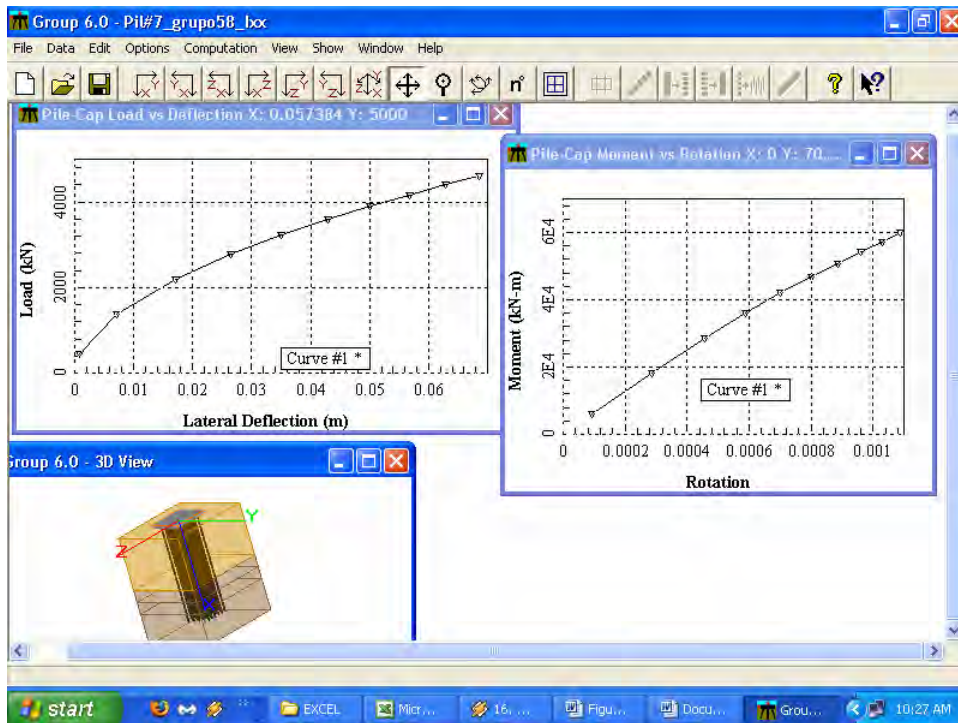 Group 6.0 - Pil#7_grupo58_lxx
File Data Edit Options Computation View Show Window Help
Pile-Cap Load vs Deflection X: 0.057384 Y: 5000
Load (kN)
4000
2000
0
0 0.01 0.02 0.03 0.04 0.05 0.06
Curve #1 *
Lateral Deflection (m)
Pile-Cap Moment vs Rotation X: 0 Y: 70......
Moment (kN-m)
6E4
4E4
2E4
0
0 0.0002 0.0004 0.0006 0.0008 0.001
Curve #1 *
Rotation
Group 6.0 - 3D View
Z
Y
X
start EXCEL Micr... 16. ... Figu... Docu... Grou... 10:27 AM